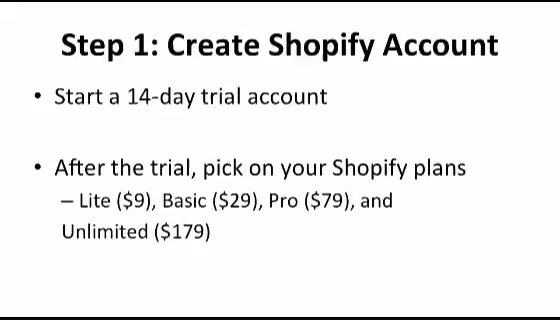 Step 1: Create Shopify Account
• Start a 14-day trial account
• After the trial, pick on your Shopify plans
– Lite ($9), Basic ($29), Pro ($79), and
Unlimited ($179)